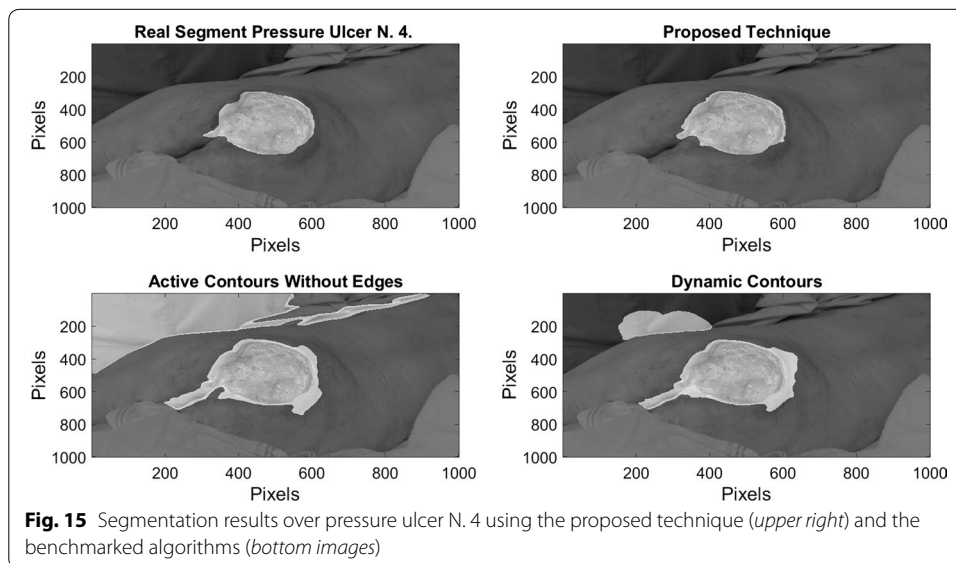 Real Segment Pressure Ulcer N. 4.
Proposed Technique
Pixels
200
400
600
800
1000
200
400
600
800
1000
Pixels
Pixels
200
400
600
800
1000
200
400
600
800
1000
Pixels
Active Contours Without Edges
Dynamic Contours
Pixels
200
400
600
800
1000
200
400
600
800
1000
Pixels
Pixels
200
400
600
800
1000
200
400
600
800
1000
Pixels
Fig. 15 Segmentation results over pressure ulcer N. 4 using the proposed technique (upper right) and the
benchmarked algorithms (bottom images)